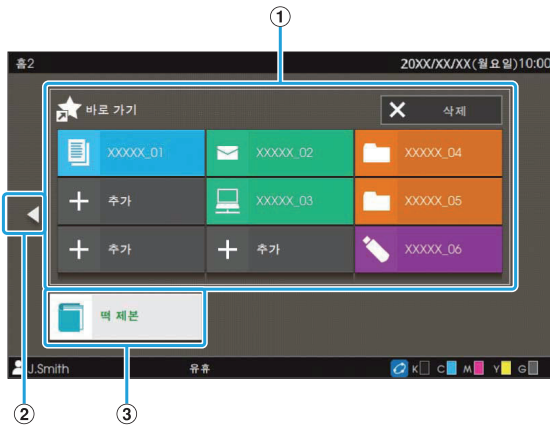 ①
홈2 20XX/XX/XX(월요일)10:00
바로 가기 삭제
XXXXX_01 XXXXX_02 XXXXX_04
추가 XXXXX_03 XXXXX_05
추가 추가 XXXXX_06
떡 제본
J.Smith 유휴 K C M Y G
② ③